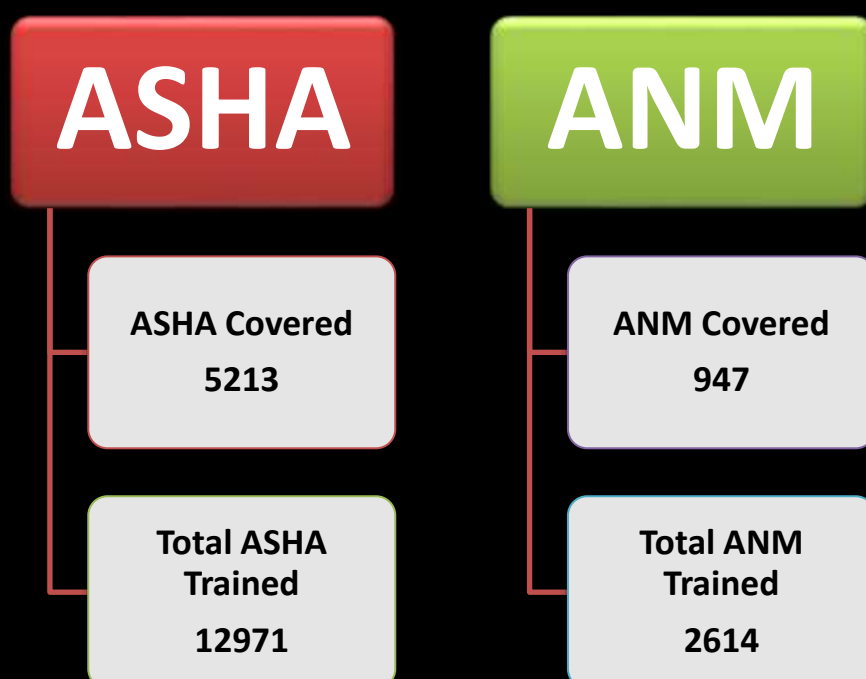 ASHA
ASHA Covered
5213
Total ASHA
Trained
12971
ANM
ANM Covered
947
Total ANM
Trained
2614